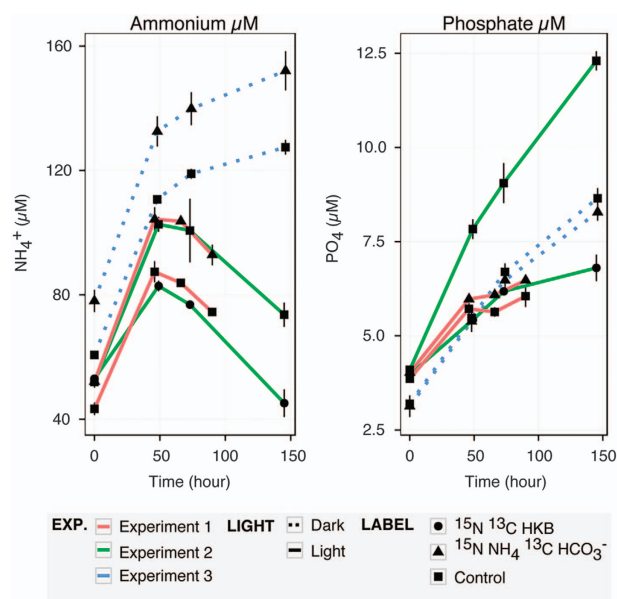 Ammonium µM
Phosphate µM
NH4+ (µM)
160
120
80
40
0 50 100 150
Time (hour)
PO4 (µM)
12.5
10.0
7.5
5.0
2.5
0 50 100 150
Time (hour)
EXP. Experiment 1 LIGHT Dark LABEL 15N 13C HKB
Experiment 2 Light 15N NH4 13C HCO3-
Experiment 3 Control